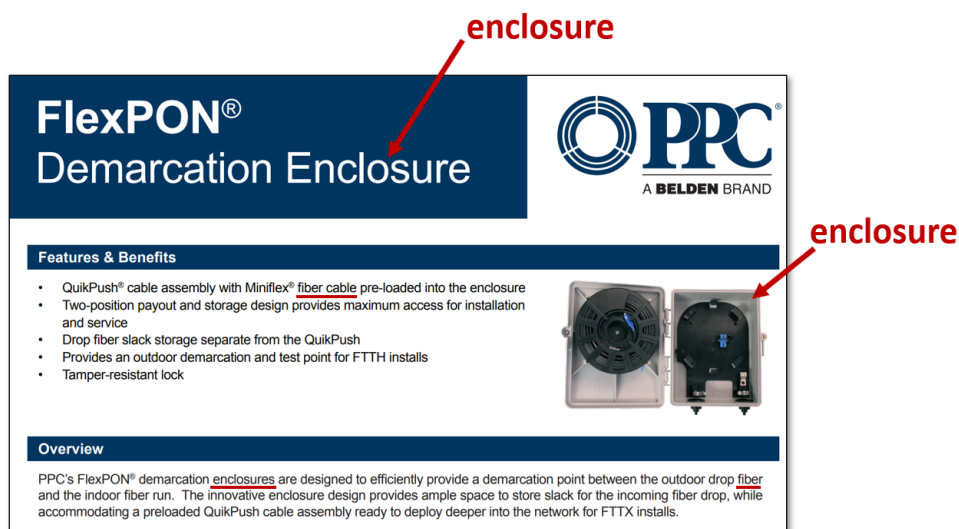 enclosure
FlexPON®
Demarcation Enclosure
PPC®
A BELDEN BRAND
enclosure
Features & Benefits
• QuikPush® cable assembly with Miniflex® fiber cable pre-loaded into the enclosure
• Two-position payout and storage design provides maximum access for installation
and service
• Drop fiber slack storage separate from the QuikPush
• Provides an outdoor demarcation and test point for FTTH installs
• Tamper-resistant lock
Overview
PPC's FlexPON® demarcation enclosures are designed to efficiently provide a demarcation point between the outdoor drop fiber
and the indoor fiber run. The innovative enclosure design provides ample space to store slack for the incoming fiber drop, while
accommodating a preloaded QuikPush cable assembly ready to deploy deeper into the network for FTTX installs.